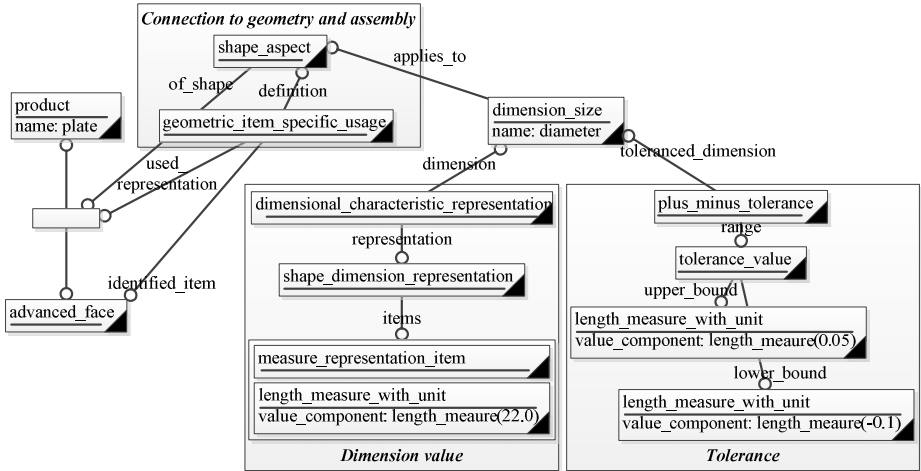 Connection to geometry and assembly
shape_aspect
applies_to
of_shape
definition
product
name: plate
geometric_item_specific_usage
dimension_size
name: diameter
used_
representation
dimension
toleranced_dimension
dimensional_characteristic_representation
plus_minus_tolerance
representation
range
shape_dimension_representation
tolerance_value
identified_item
upper_bound
advanced_face
items
length_measure_with_unit
value_component: length_meaure(0.05)
measure_representation_item
lower_bound
length_measure_with_unit
value_component: length_meaure(22.0)
length_measure_with_unit
value_component: length_meaure(-0.1)
Dimension value
Tolerance